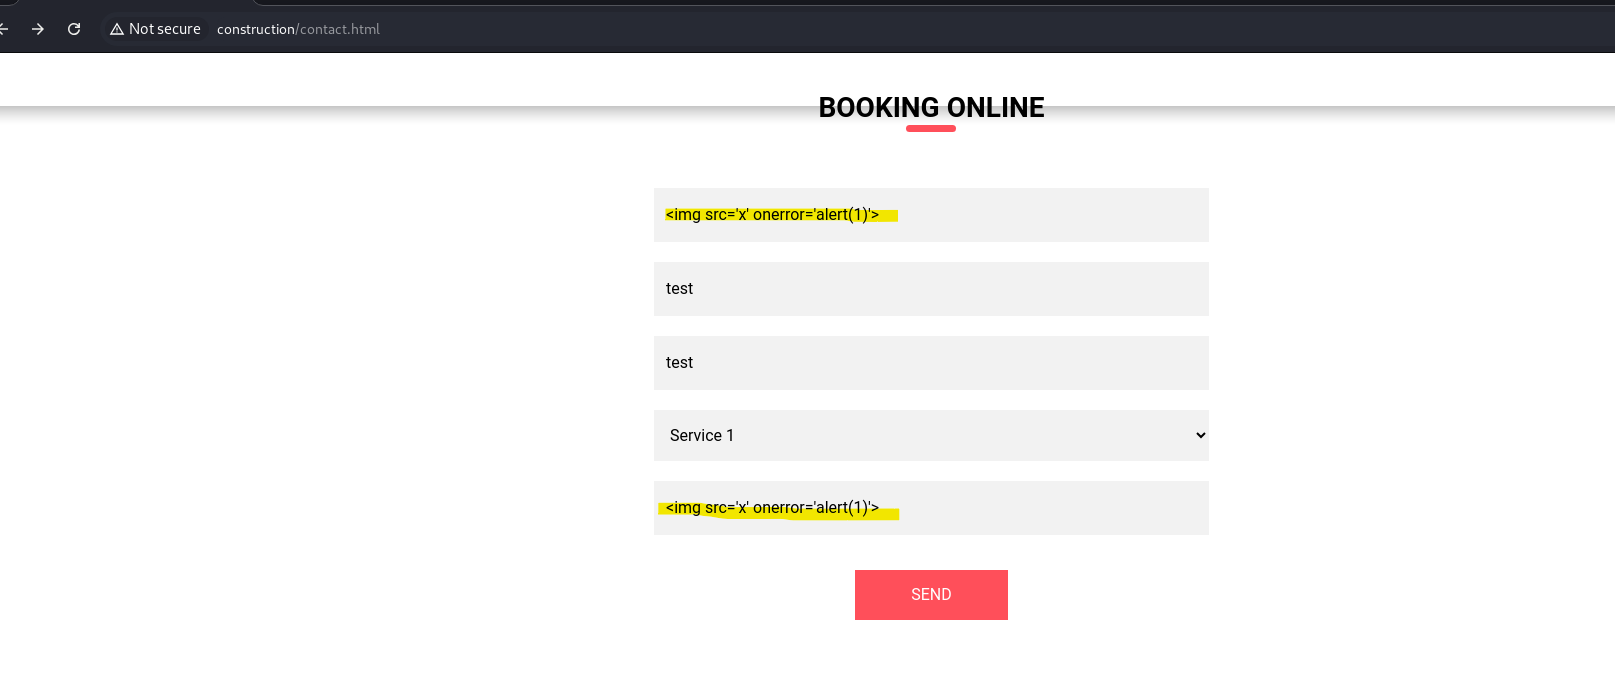 Not secure construction/contact.html
BOOKING ONLINE
<img src='x' onerror='alert(1)'>
test
test
Service 1
<img src='x' onerror='alert(1)'>
SEND